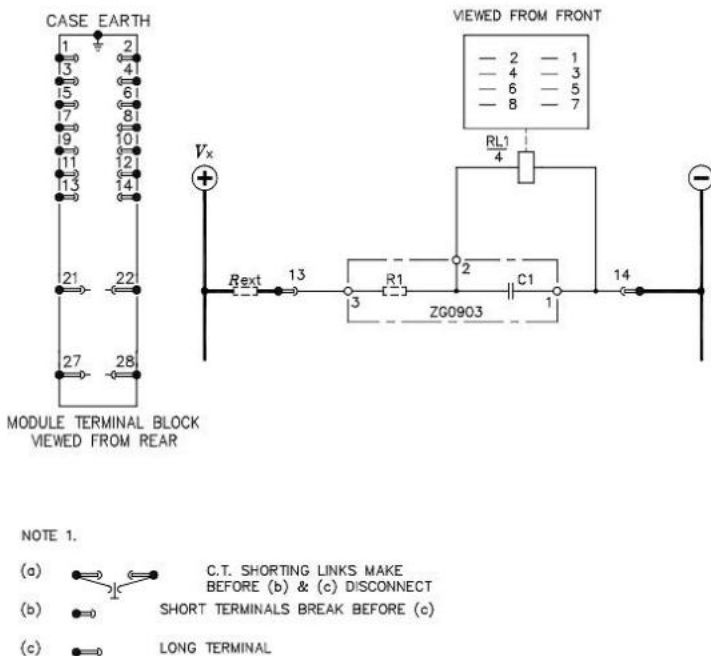 CASE EARTH
1 2
3 4
5 6
7 8
9 10
11 12
13 14
21 22
27 28
MODULE TERMINAL BLOCK
VIEWED FROM REAR
VIEWED FROM FRONT
2 1
4 3
6 5
8 7
RL1
4
Vx
+
−
Rext
13
3
R1
2
C1
1
14
ZG0903
NOTE 1.
(a) C.T. SHORTING LINKS MAKE
BEFORE (b) & (c) DISCONNECT
(b) SHORT TERMINALS BREAK BEFORE (c)
(c) LONG TERMINAL